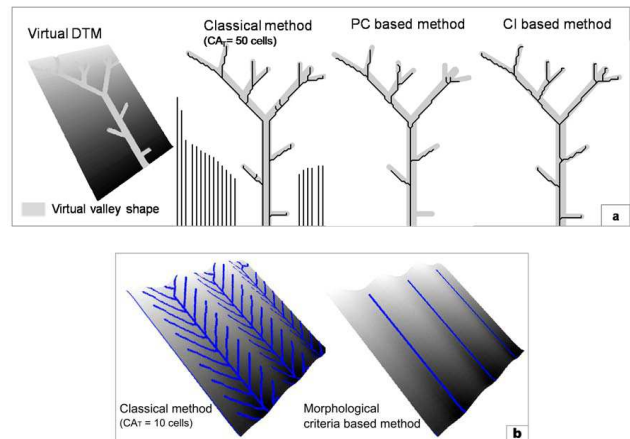 Virtual DTM
Classical method
(CAT = 50 cells)
PC based method
CI based method
Virtual valley shape
a
Classical method
(CAT = 10 cells)
Morphological
criteria based method
b